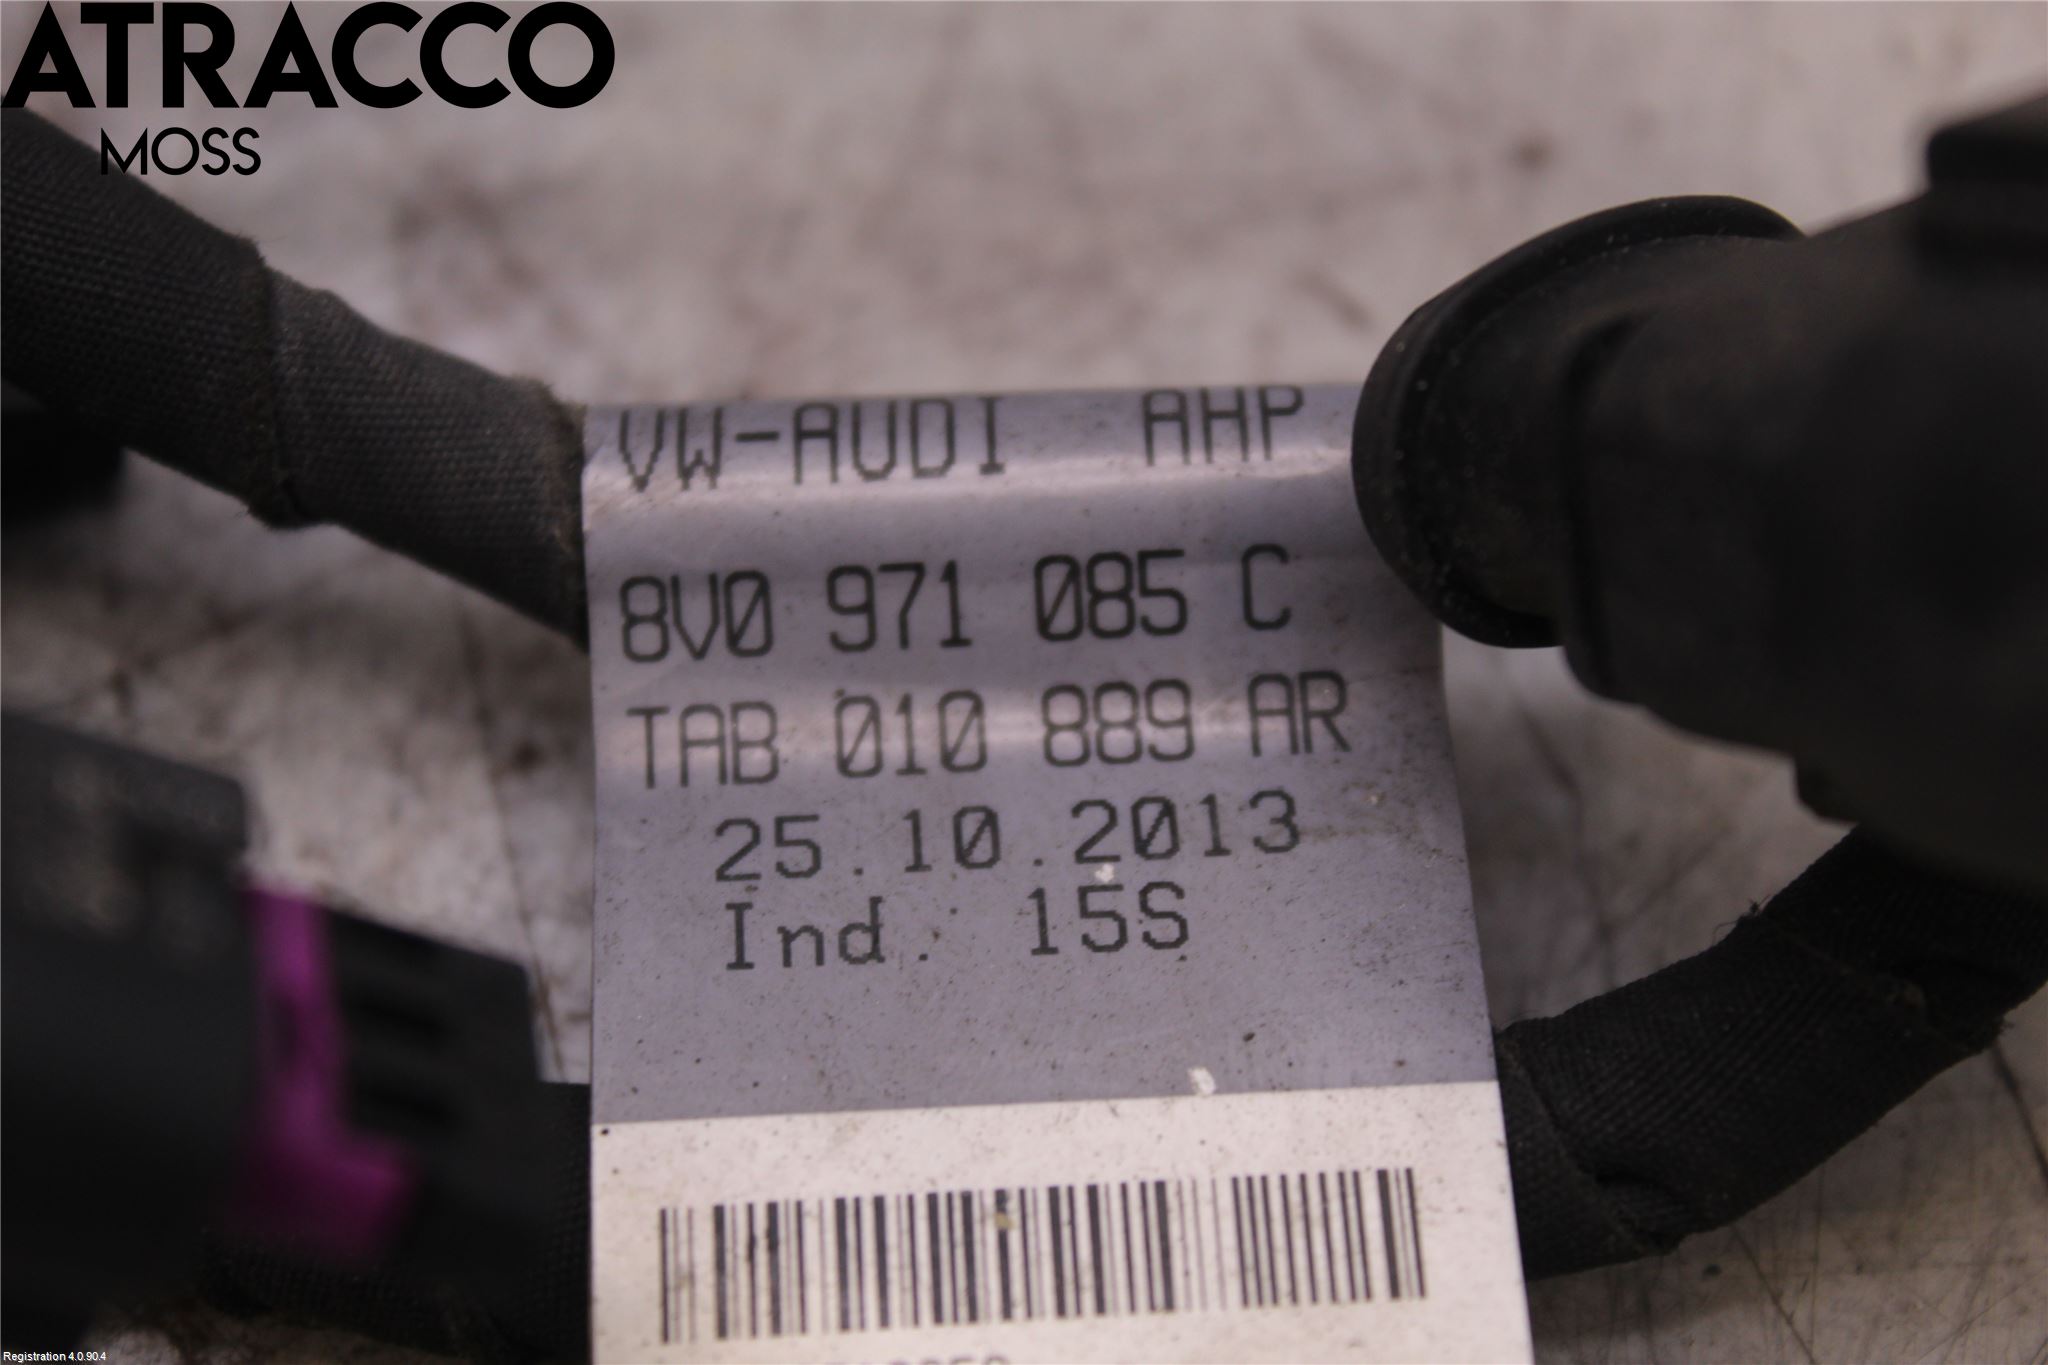 ATRACCO
MOSS
VW-AUDI AHP
8V0 971 085 C
TAB 010 889 AR
25.10.2013
Ind. 15S
Registration 4.0.90.4